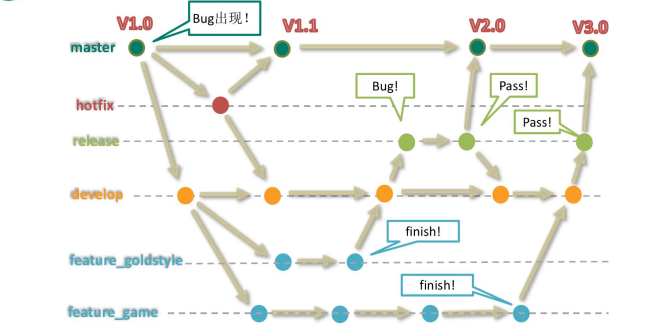 V1.0
Bug出现！
V1.1
V2.0
V3.0
master
Bug!
Pass!
hotfix
Pass!
release
develop
finish!
feature_goldstyle
finish!
feature_game